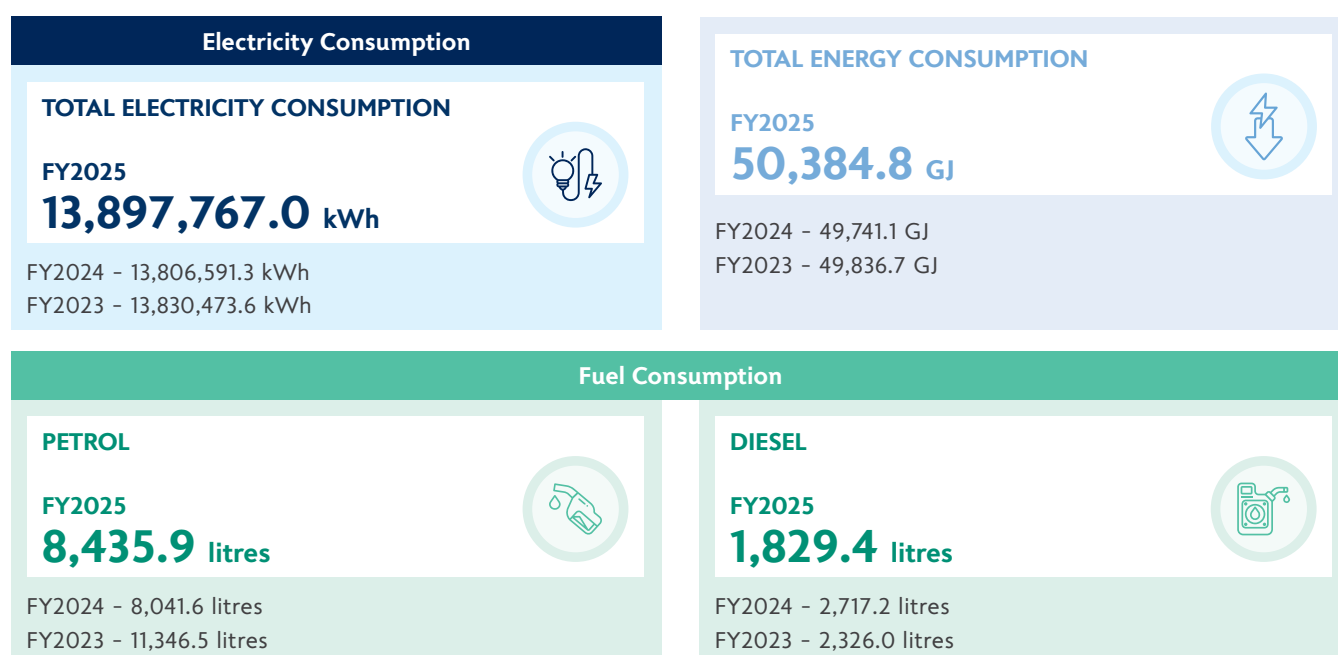 Electricity Consumption
TOTAL ELECTRICITY CONSUMPTION
FY2025
13,897,767.0 kWh
FY2024 – 13,806,591.3 kWh
FY2023 – 13,830,473.6 kWh
TOTAL ENERGY CONSUMPTION
FY2025
50,384.8 GJ
FY2024 – 49,741.1 GJ
FY2023 – 49,836.7 GJ
Fuel Consumption
PETROL
FY2025
8,435.9 litres
FY2024 – 8,041.6 litres
FY2023 – 11,346.5 litres
DIESEL
FY2025
1,829.4 litres
FY2024 – 2,717.2 litres
FY2023 – 2,326.0 litres